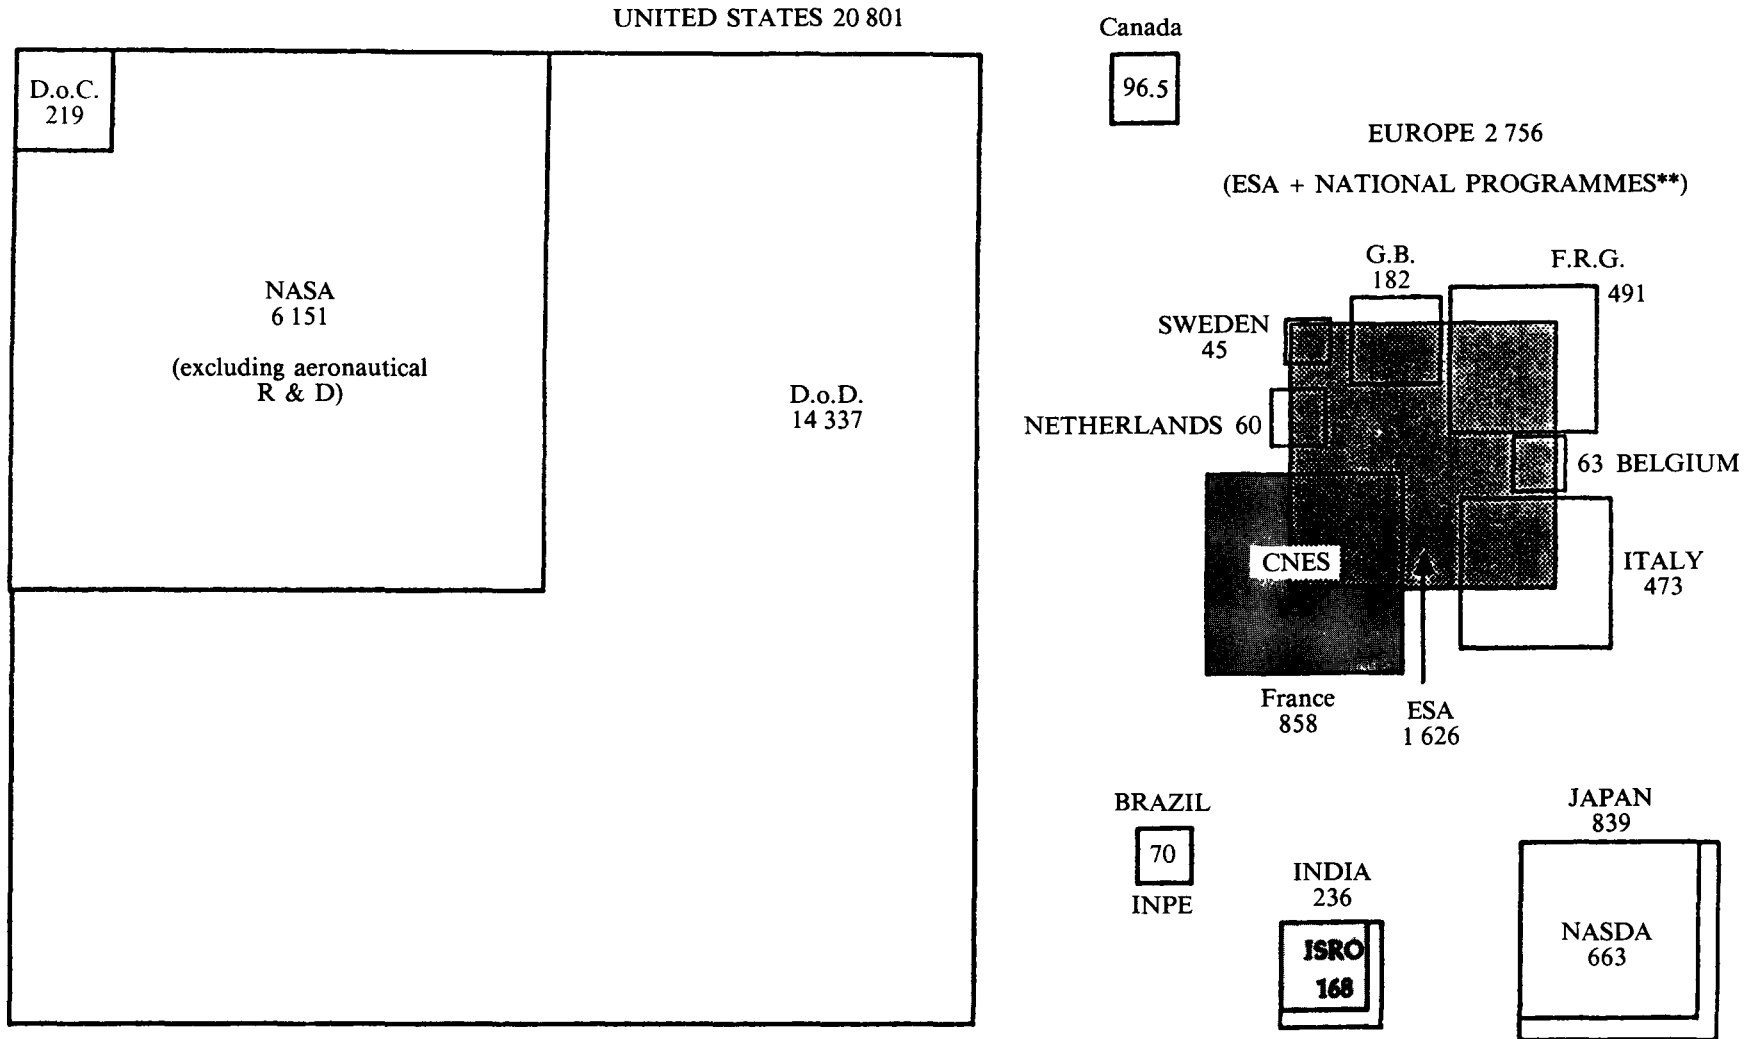 UNITED STATES 20 801
D.o.C.
219
NASA
6 151
(excluding aeronautical
R & D)
D.o.D.
14 337
Canada
96.5
EUROPE 2 756
(ESA + NATIONAL PROGRAMMES**)
G.B.
182
F.R.G.
491
SWEDEN
45
NETHERLANDS 60
63 BELGIUM
CNES
ITALY
473
France
858
ESA
1 626
BRAZIL
70
INPE
INDIA
236
ISRO
168
JAPAN
839
NASDA
663